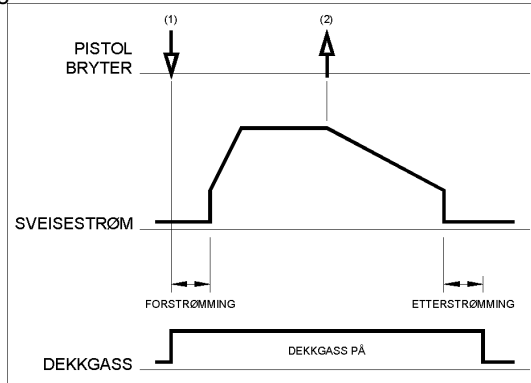 (1)
(2)
PISTOL
BRYTER
SVEISESTRØM
FORSTRØMMING
ETTERSTRØMMING
DEKKGASS PÅ
DEKKGASS